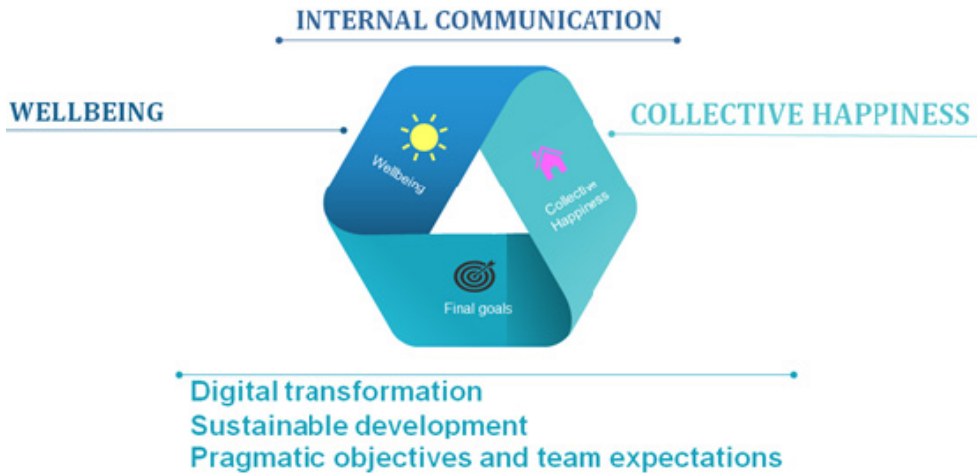 INTERNAL COMMUNICATION
WELLBEING
COLLECTIVE HAPPINESS
Wellbeing
Collective
Happiness
Final goals
Digital transformation
Sustainable development
Pragmatic objectives and team expectations